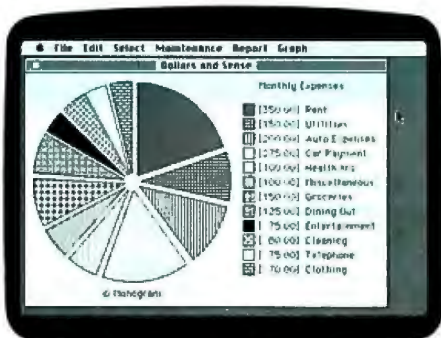 File Edit Select Maintenance Report Graph
Dollars and Sense
Monthly Expenses
[350.00] Rent
[150.00] Utilities
[200.00] Auto Expenses
[275.00] Car Payment
[100.00] Health Ins
[100.00] Miscellaneous
[150.00] Groceries
[125.00] Dining Out
[ 75.00] Entertainment
[ 80.00] Cleaning
[ 75.00] Telephone
[ 70.00] Clothing
© Monogram